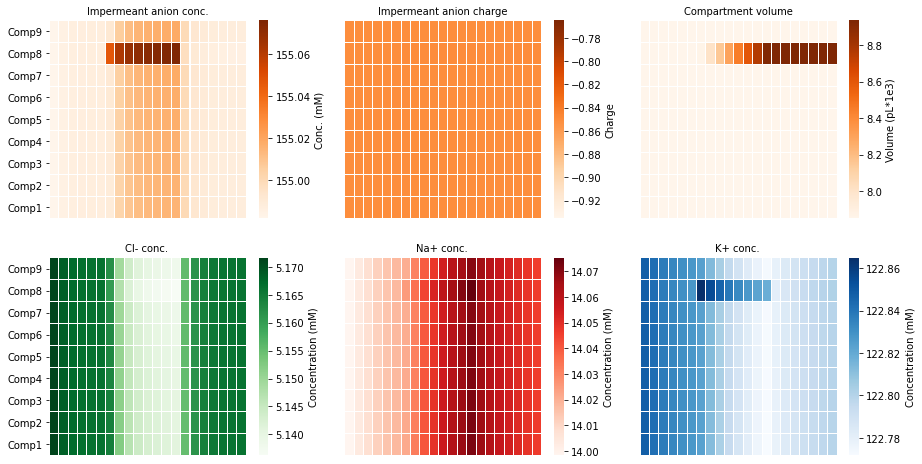 Impermeant anion conc.
Impermeant anion charge
Compartment volume
Comp9
Comp8
Comp7
Comp6
Comp5
Comp4
Comp3
Comp2
Comp1
155.06
155.04
155.02
155.00
Conc. (mM)
−0.78
−0.80
−0.82
−0.84
−0.86
−0.88
−0.90
−0.92
Charge
8.8
8.6
8.4
8.2
8.0
Volume (pL*1e3)
Cl- conc.
Na+ conc.
K+ conc.
Comp9
Comp8
Comp7
Comp6
Comp5
Comp4
Comp3
Comp2
Comp1
5.170
5.165
5.160
5.155
5.150
5.145
5.140
Concentration (mM)
14.07
14.06
14.05
14.04
14.03
14.02
14.01
14.00
Concentration (mM)
122.86
122.84
122.82
122.80
122.78
Concentration (mM)